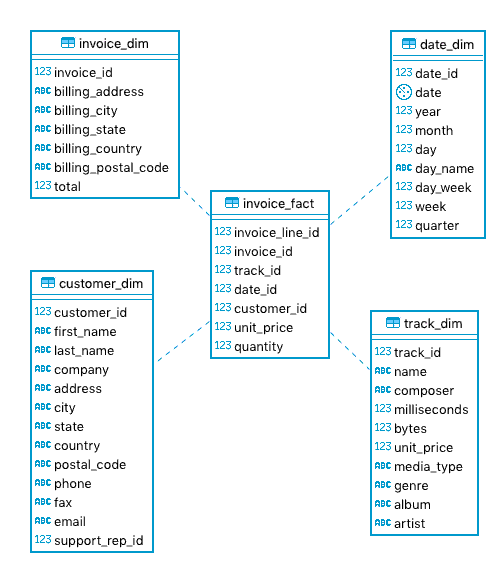 invoice_dim
123 invoice_id
ABC billing_address
ABC billing_city
ABC billing_state
ABC billing_country
ABC billing_postal_code
123 total
date_dim
123 date_id
date
123 year
123 month
123 day
ABC day_name
123 day_week
123 week
123 quarter
invoice_fact
123 invoice_line_id
123 invoice_id
123 track_id
123 date_id
123 customer_id
123 unit_price
123 quantity
customer_dim
123 customer_id
ABC first_name
ABC last_name
ABC company
ABC address
ABC city
ABC state
ABC country
ABC postal_code
ABC phone
ABC fax
ABC email
123 support_rep_id
track_dim
123 track_id
ABC name
ABC composer
123 milliseconds
123 bytes
123 unit_price
ABC media_type
ABC genre
ABC album
ABC artist